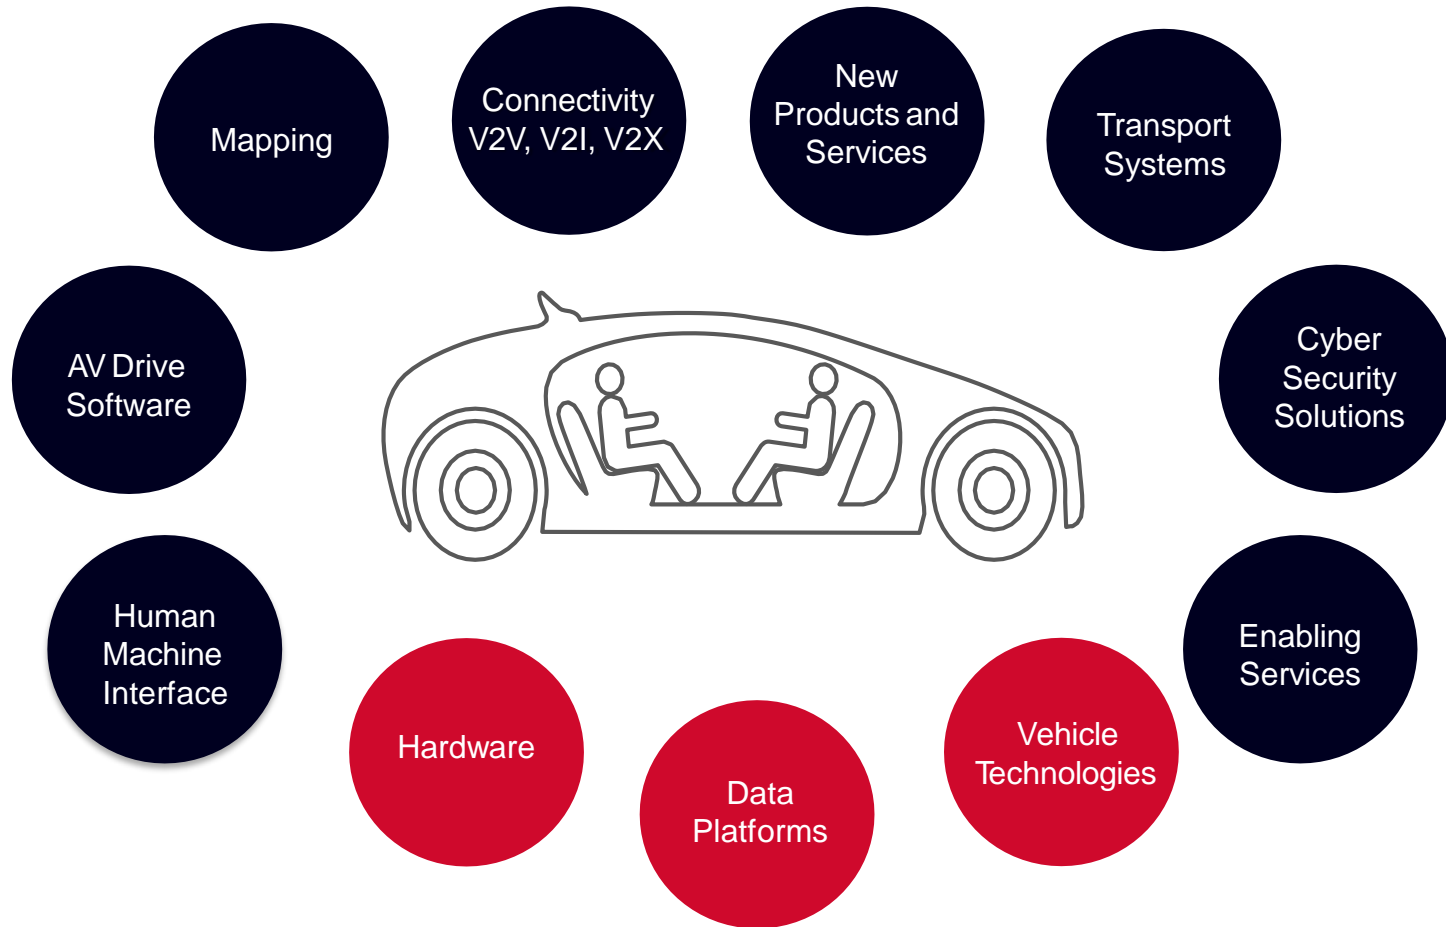 Mapping
Connectivity
V2V, V2I, V2X
New
Products and
Services
Transport
Systems
AV Drive
Software
Cyber
Security
Solutions
Human
Machine
Interface
Enabling
Services
Hardware
Data
Platforms
Vehicle
Technologies